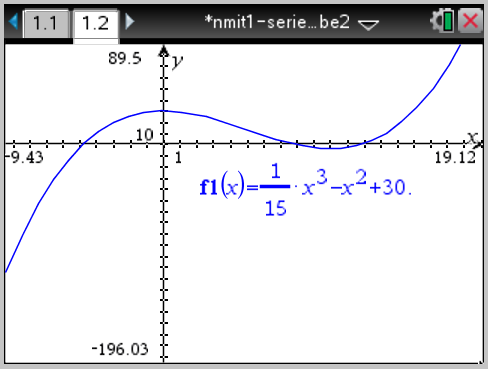 1.1 1.2 *nmit1-serie...be2
89.5 y
10 x
-9.43 1 19.12
f1(x)=1/15·x³-x²+30.
-196.03